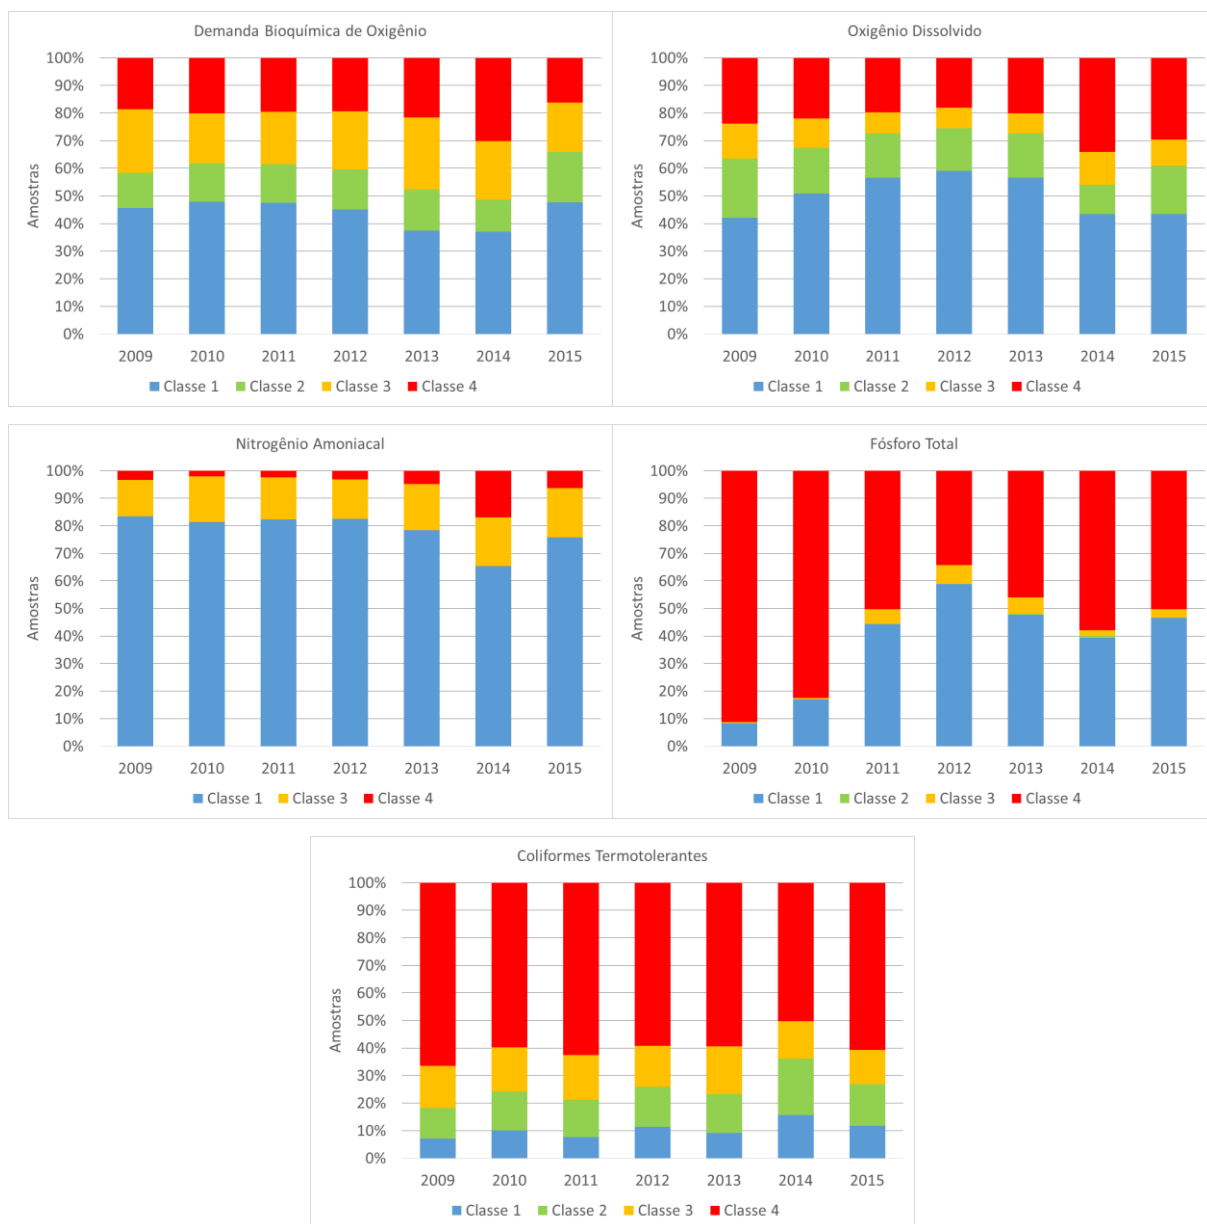 Demanda Bioquímica de Oxigênio
100%
90%
80%
70%
60%
50%
40%
30%
20%
10%
0%
Amostras
2009 2010 2011 2012 2013 2014 2015
Classe 1 Classe 2 Classe 3 Classe 4
Oxigênio Dissolvido
100%
90%
80%
70%
60%
50%
40%
30%
20%
10%
0%
Amostras
2009 2010 2011 2012 2013 2014 2015
Classe 1 Classe 2 Classe 3 Classe 4
Nitrogênio Amoniacal
100%
90%
80%
70%
60%
50%
40%
30%
20%
10%
0%
Amostras
2009 2010 2011 2012 2013 2014 2015
Classe 1 Classe 3 Classe 4
Fósforo Total
100%
90%
80%
70%
60%
50%
40%
30%
20%
10%
0%
Amostras
2009 2010 2011 2012 2013 2014 2015
Classe 1 Classe 2 Classe 3 Classe 4
Coliformes Termotolerantes
100%
90%
80%
70%
60%
50%
40%
30%
20%
10%
0%
Amostras
2009 2010 2011 2012 2013 2014 2015
Classe 1 Classe 2 Classe 3 Classe 4